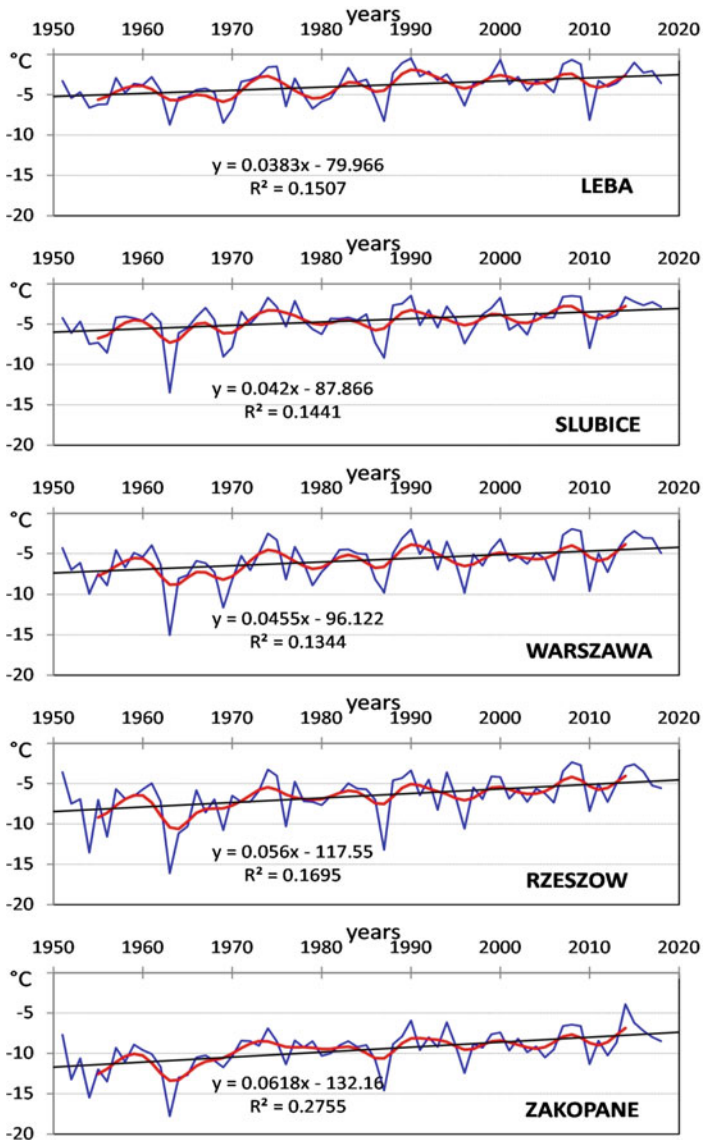 years
1950 1960 1970 1980 1990 2000 2010 2020
°C
-5
-10
y = 0.0383x - 79.966
-15
R² = 0.1507
LEBA
-20
years
1950 1960 1970 1980 1990 2000 2010 2020
°C
-5
-10
y = 0.042x - 87.866
-15
R² = 0.1441
SLUBICE
-20
years
1950 1960 1970 1980 1990 2000 2010 2020
°C
-5
-10
y = 0.0455x - 96.122
-15
R² = 0.1344
WARSZAWA
-20
years
1950 1960 1970 1980 1990 2000 2010 2020
°C
-5
-10
y = 0.056x - 117.55
-15
R² = 0.1695
RZESZOW
-20
years
1950 1960 1970 1980 1990 2000 2010 2020
°C
-5
-10
y = 0.0618x - 132.16
-15
R² = 0.2755
ZAKOPANE
-20